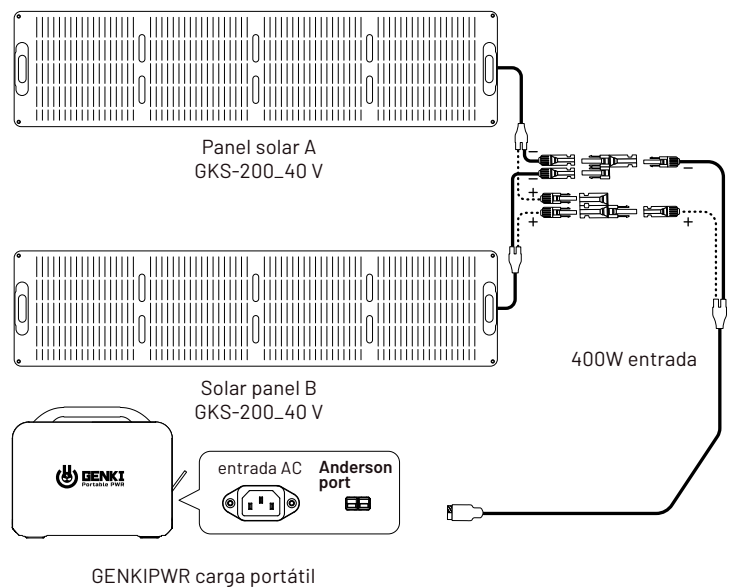 Panel solar A
GKS-200_40 V
−
−
+
+
−
+
400W entrada
Solar panel B
GKS-200_40 V
GENKI
Portable PWR
entrada AC
Anderson
port
GENKIPWR carga portátil